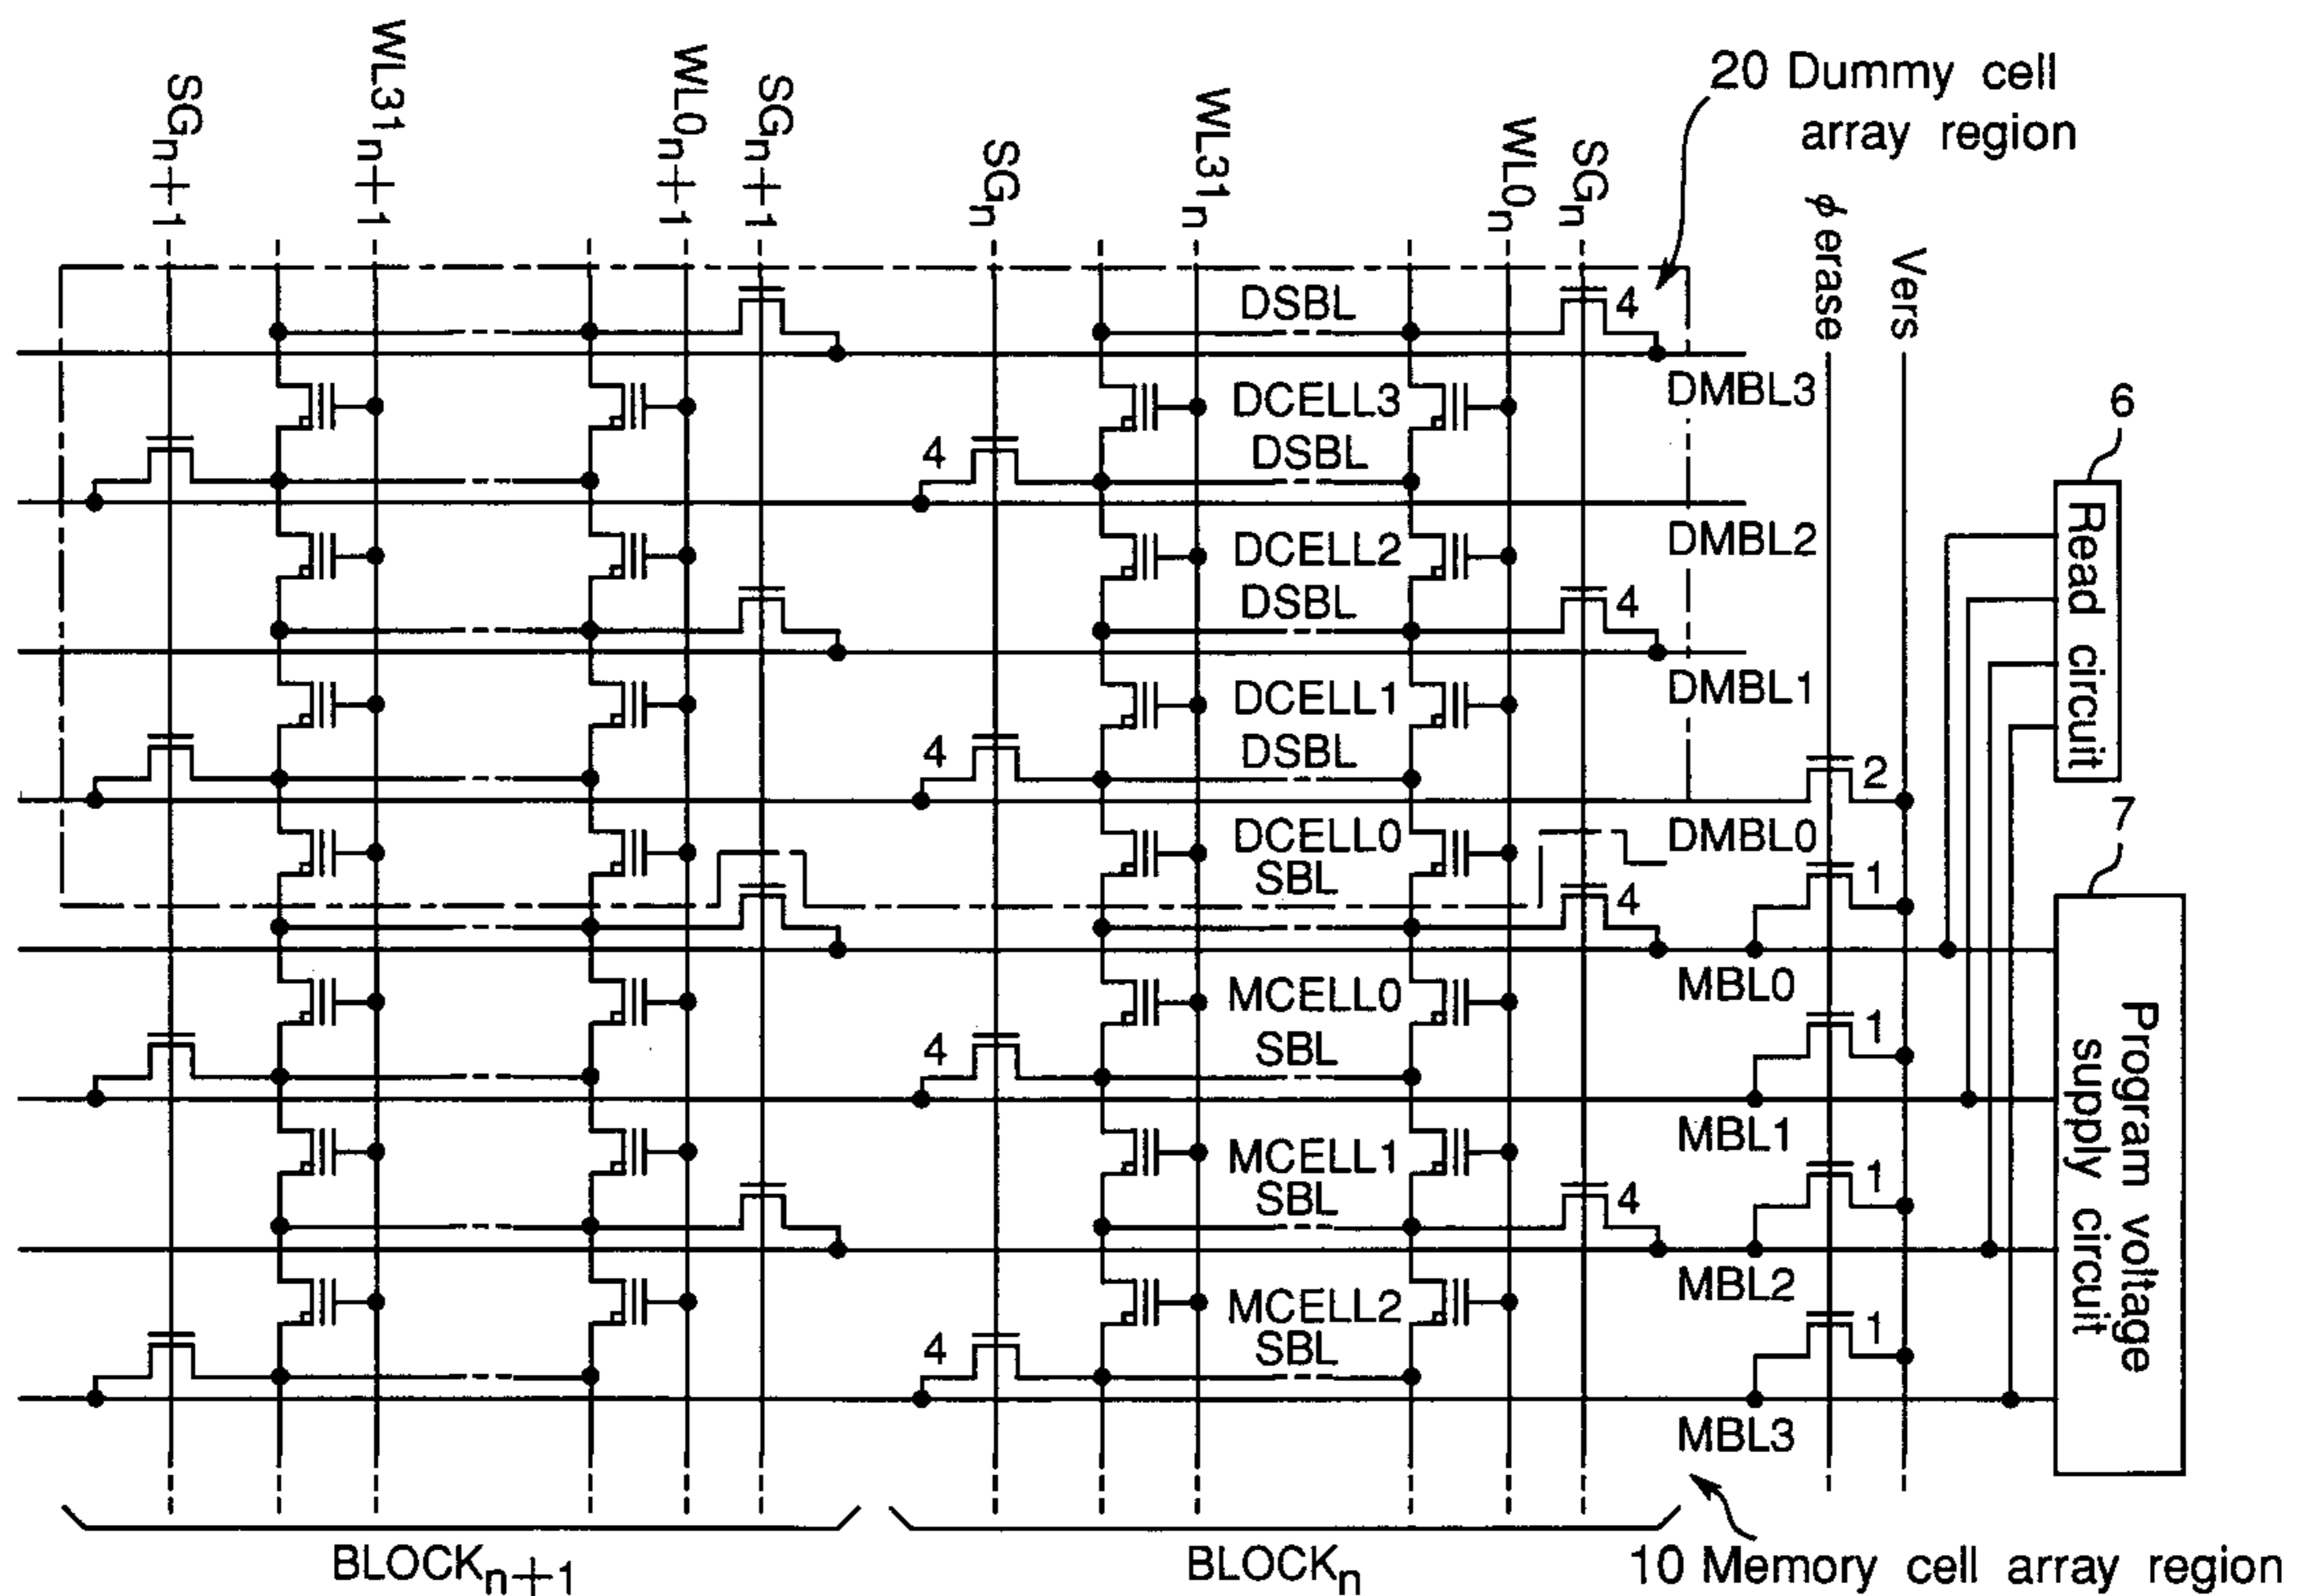 SGn+1
WL31n+1
WL0n+1
SGn+1
SGn
WL31n
WL0n
SGn
20 Dummy cell
array region
φ erase
Vers
DSBL
4
DMBL3
DCELL3
4
DSBL
6
Read circuit
DMBL2
DCELL2
DSBL
4
DMBL1
DCELL1
4
DSBL
2
7
DMBL0
DCELL0
SBL
4
1
MBL0
MCELL0
4
SBL
1
Program voltage
supply circuit
MBL1
MCELL1
SBL
4
1
MBL2
MCELL2
4
SBL
1
MBL3
BLOCKn+1
BLOCKn
10 Memory cell array region